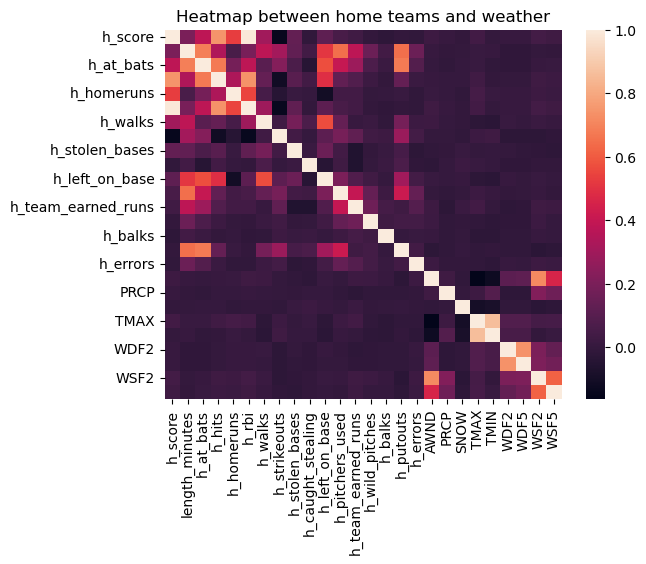 Heatmap between home teams and weather
h_score
h_at_bats
h_homeruns
h_walks
h_stolen_bases
h_left_on_base
h_team_earned_runs
h_balks
h_errors
PRCP
TMAX
WDF2
WSF2
h_score
length_minutes
h_at_bats
h_hits
h_homeruns
h_rbi
h_walks
h_strikeouts
h_stolen_bases
h_caught_stealing
h_left_on_base
h_pitchers_used
h_team_earned_runs
h_wild_pitches
h_balks
h_putouts
h_errors
AWND
PRCP
SNOW
TMAX
TMIN
WDF2
WDF5
WSF2
WSF5
1.0
0.8
0.6
0.4
0.2
0.0